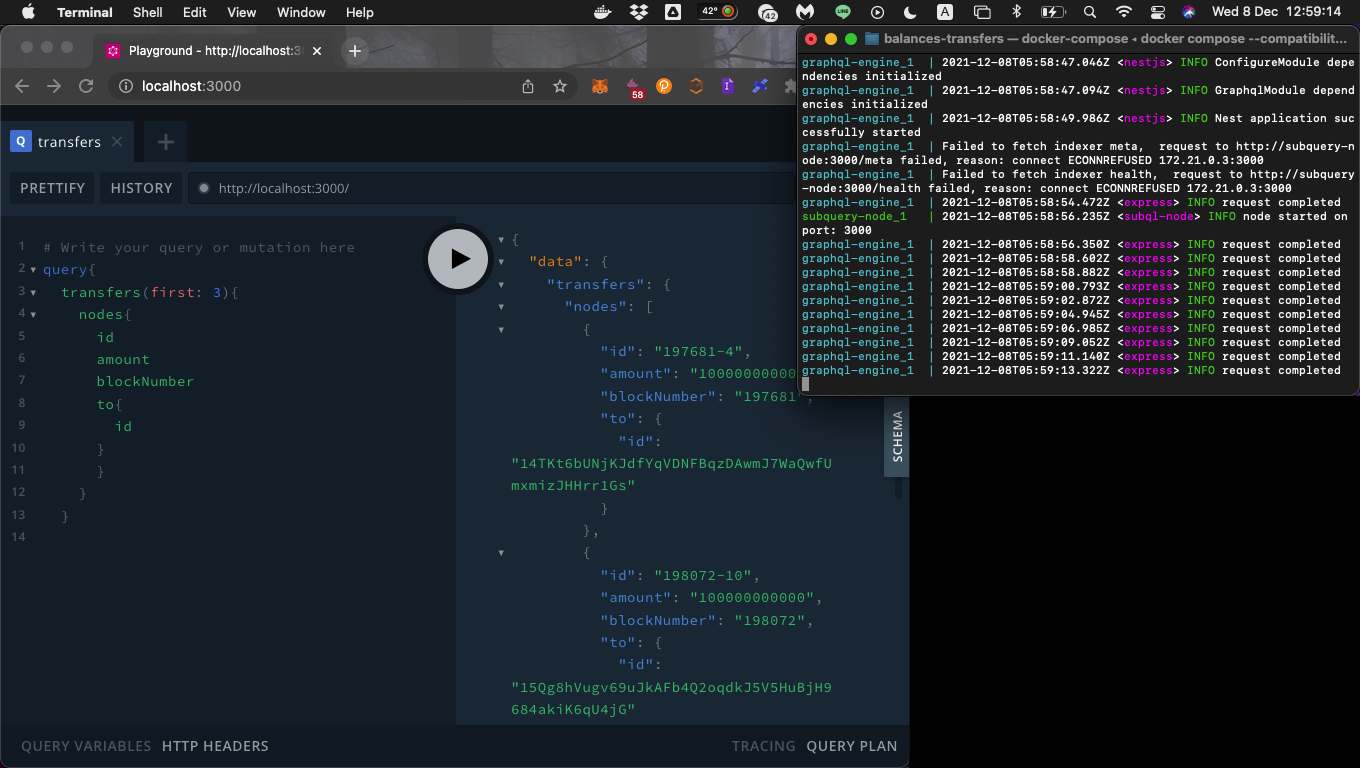 Terminal Shell Edit View Window Help 42° 42 LINE A Wed 8 Dec 12:59:14
Playground - http://localhost:3
localhost:3000 58
Q transfers
PRETTIFY HISTORY http://localhost:3000/
1 # Write your query or mutation here
2 query{
3 transfers(first: 3){
4 nodes{
5 id
6 amount
7 blockNumber
8 to{
9 id
10 }
11 }
12 }
13 }
14
{
"data": {
"transfers": {
"nodes": [
{
"id": "197681-4",
"amount": "10000000000
"blockNumber": "197681",
"to": {
"id":
"14TKt6bUNjKJdfYqVDNFBqzDAwmJ7WaQwfU
mxmizJHHrr1Gs"
}
},
{
"id": "198072-10",
"amount": "100000000000",
"blockNumber": "198072",
"to": {
"id":
"15Qg8hVugv69uJkAFb4Q2oqdkJ5V5HuBjH9
684akiK6qU4jG"
SCHEMA
QUERY VARIABLES HTTP HEADERS TRACING QUERY PLAN
balances-transfers — docker-compose ◂ docker compose --compatibilit...
graphql-engine_1 | 2021-12-08T05:58:47.046Z <nestjs> INFO ConfigureModule depe
ndencies initialized
graphql-engine_1 | 2021-12-08T05:58:47.094Z <nestjs> INFO GraphqlModule depend
encies initialized
graphql-engine_1 | 2021-12-08T05:58:49.986Z <nestjs> INFO Nest application suc
cessfully started
graphql-engine_1 | Failed to fetch indexer meta, request to http://subquery-n
ode:3000/meta failed, reason: connect ECONNREFUSED 172.21.0.3:3000
graphql-engine_1 | Failed to fetch indexer health, request to http://subquery
-node:3000/health failed, reason: connect ECONNREFUSED 172.21.0.3:3000
graphql-engine_1 | 2021-12-08T05:58:54.472Z <express> INFO request completed
subquery-node_1 | 2021-12-08T05:58:56.235Z <subql-node> INFO node started on
port: 3000
graphql-engine_1 | 2021-12-08T05:58:56.350Z <express> INFO request completed
graphql-engine_1 | 2021-12-08T05:58:58.602Z <express> INFO request completed
graphql-engine_1 | 2021-12-08T05:58:58.882Z <express> INFO request completed
graphql-engine_1 | 2021-12-08T05:59:00.793Z <express> INFO request completed
graphql-engine_1 | 2021-12-08T05:59:02.872Z <express> INFO request completed
graphql-engine_1 | 2021-12-08T05:59:04.945Z <express> INFO request completed
graphql-engine_1 | 2021-12-08T05:59:06.985Z <express> INFO request completed
graphql-engine_1 | 2021-12-08T05:59:09.052Z <express> INFO request completed
graphql-engine_1 | 2021-12-08T05:59:11.140Z <express> INFO request completed
graphql-engine_1 | 2021-12-08T05:59:13.322Z <express> INFO request completed